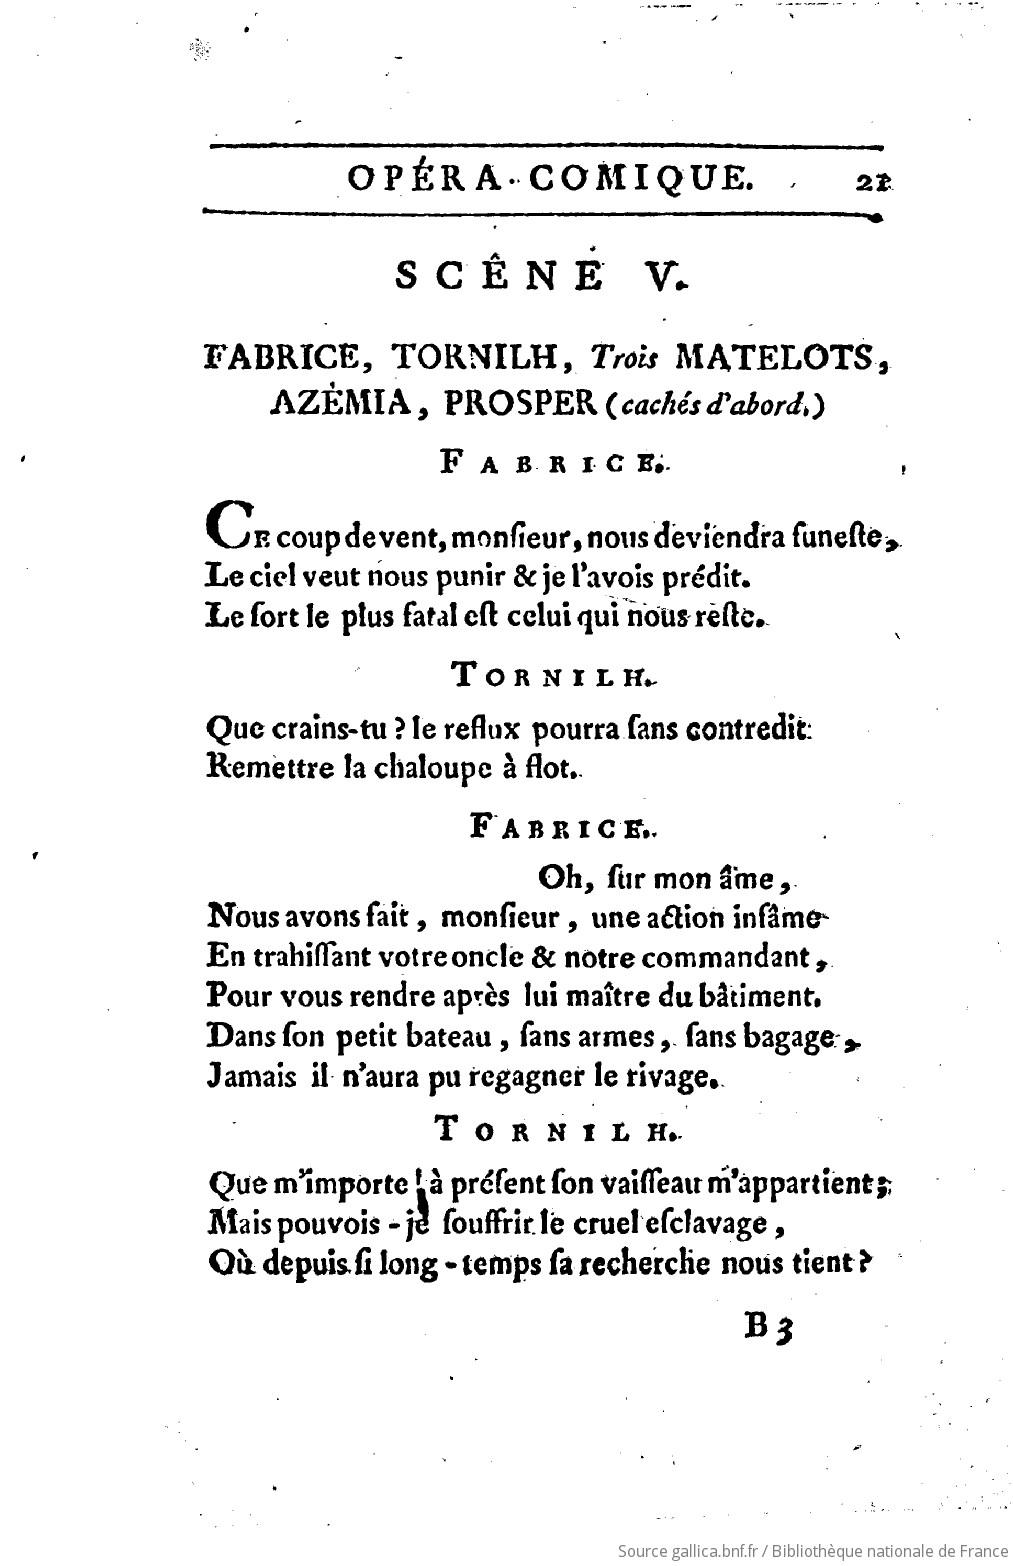 OPÉRA-COMIQUE. 21
SCÊNE V.
FABRICE, TORNILH, Trois MATELOTS,
AZÉMIA, PROSPER (cachés d'abord.)
FABRICE.
CE coup de vent, monſieur, nous deviendra funeſte,
Le ciel veut nous punir & je l'avois prédit.
Le ſort le plus fatal eſt celui qui nous reſte.
TORNILH.
Que crains-tu ? le reflux pourra ſans contredit
Remettre la chaloupe à flot.
FABRICE.
Oh, ſur mon âme,
Nous avons fait, monſieur, une action infâme
En trahiſſant votre oncle & notre commandant,
Pour vous rendre après lui maître du bâtiment.
Dans ſon petit bateau, ſans armes, ſans bagage,
Jamais il n'aura pu regagner le rivage.
TORNILH.
Que m'importe ! à préſent ſon vaiſſeau m'appartient;
Mais pouvois-je ſouffrir le cruel eſclavage,
Où depuis ſi long-temps ſa recherche nous tient?
B3
Source gallica.bnf.fr / Bibliothèque nationale de France